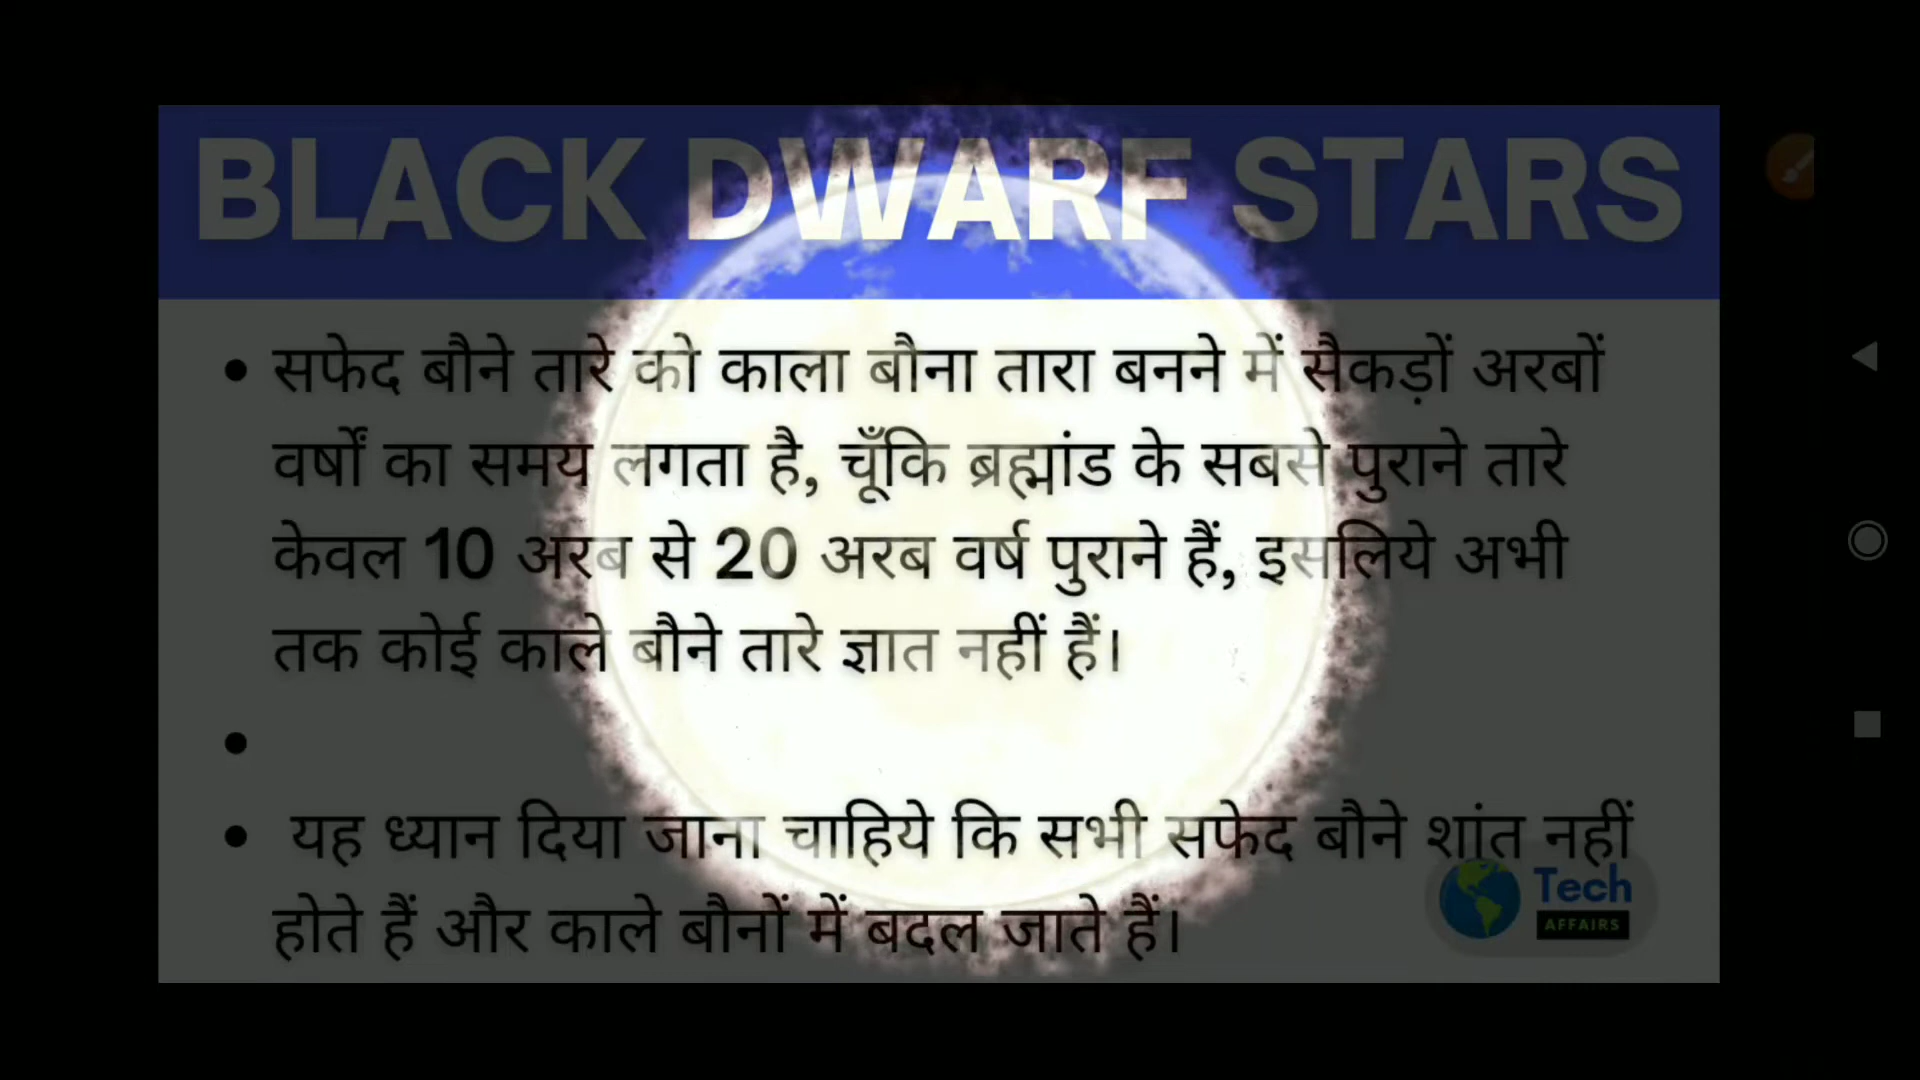 BLACK DWARF STARS
• सफेद बौने तारे को काला बौना तारा बनने में सैकड़ों अरबों
वर्षों का समय लगता है, चूँकि ब्रह्मांड के सबसे पुराने तारे
केवल 10 अरब से 20 अरब वर्ष पुराने हैं, इसलिये अभी
तक कोई काले बौने तारे ज्ञात नहीं हैं।
•
• यह ध्यान दिया जाना चाहिये कि सभी सफेद बौने शांत नहीं
होते हैं और काले बौनों में बदल जाते हैं।
Tech
AFFAIRS